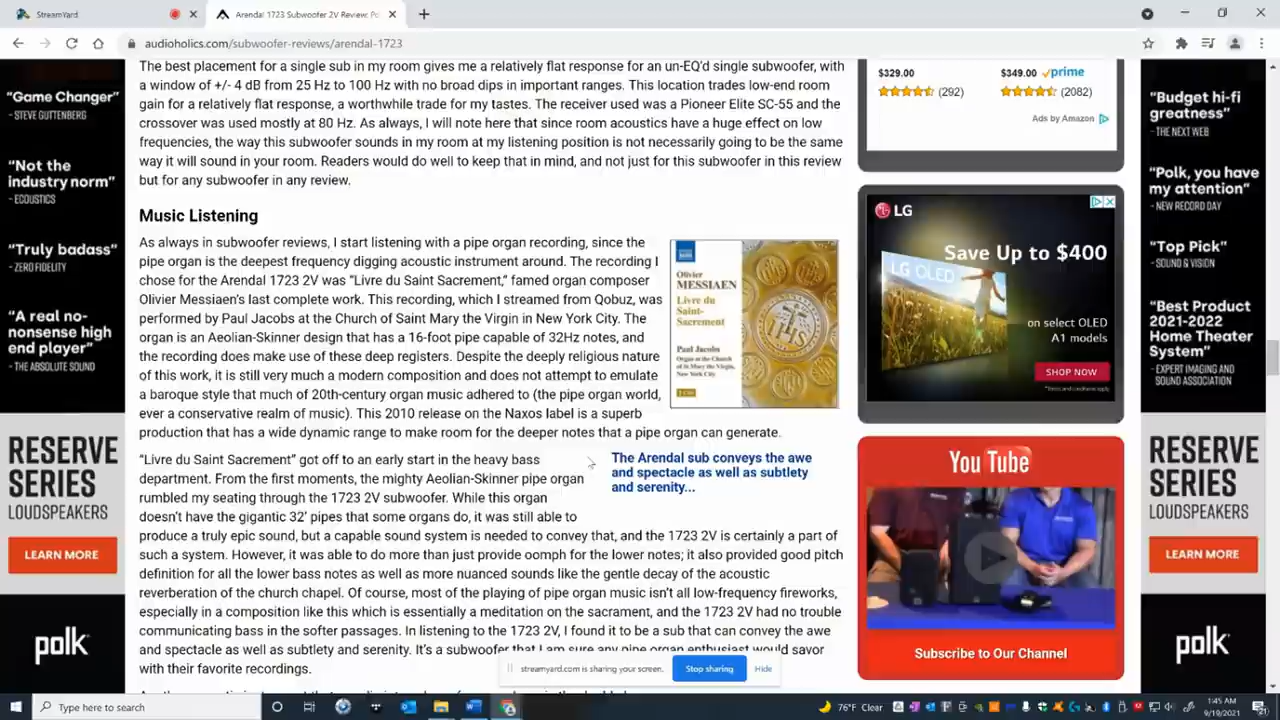 StreamYard
Arendal 1723 Subwoofer 2V Review: Po
audioholics.com/subwoofer-reviews/arendal-1723
The best placement for a single sub in my room gives me a relatively flat response for an un-EQ'd single subwoofer, with
a window of +/- 4 dB from 25 Hz to 100 Hz with no broad dips in important ranges. This location trades low-end room
gain for a relatively flat response, a worthwhile trade for my tastes. The receiver used was a Pioneer Elite SC-55 and the
crossover was used mostly at 80 Hz. As always, I will note here that since room acoustics have a huge effect on low
frequencies, the way this subwoofer sounds in my room at my listening position is not necessarily going to be the same
way it will sound in your room. Readers would do well to keep that in mind, and not just for this subwoofer in this review
but for any subwoofer in any review.
Music Listening
As always in subwoofer reviews, I start listening with a pipe organ recording, since the
pipe organ is the deepest frequency digging acoustic instrument around. The recording I
chose for the Arendal 1723 2V was “Livre du Saint Sacrement,” famed organ composer
Olivier Messiaen's last complete work. This recording, which I streamed from Qobuz, was
performed by Paul Jacobs at the Church of Saint Mary the Virgin in New York City. The
organ is an Aeolian-Skinner design that has a 16-foot pipe capable of 32Hz notes, and
the recording does make use of these deep registers. Despite the deeply religious nature
of this work, it is still very much a modern composition and does not attempt to emulate
a baroque style that much of 20th-century organ music adhered to (the pipe organ world,
ever a conservative realm of music). This 2010 release on the Naxos label is a superb
production that has a wide dynamic range to make room for the deeper notes that a pipe organ can generate.
Olivier
MESSIAEN
Livre du
Saint-
Sacrement
Paul Jacobs
Organ at the Church
of St Mary the Virgin,
New York City
“Livre du Saint Sacrement” got off to an early start in the heavy bass
department. From the first moments, the mighty Aeolian-Skinner pipe organ
rumbled my seating through the 1723 2V subwoofer. While this organ
doesn't have the gigantic 32' pipes that some organs do, it was still able to
produce a truly epic sound, but a capable sound system is needed to convey that, and the 1723 2V is certainly a part of
such a system. However, it was able to do more than just provide oomph for the lower notes; it also provided good pitch
definition for all the lower bass notes as well as more nuanced sounds like the gentle decay of the acoustic
reverberation of the church chapel. Of course, most of the playing of pipe organ music isn't all low-frequency fireworks,
especially in a composition like this which is essentially a meditation on the sacrament, and the 1723 2V had no trouble
communicating bass in the softer passages. In listening to the 1723 2V, I found it to be a sub that can convey the awe
and spectacle as well as subtlety and serenity. It's a subwoofer that I am sure any pipe organ enthusiast would savor
with their favorite recordings.
The Arendal sub conveys the awe
and spectacle as well as subtlety
and serenity...
“Game Changer”
- STEVE GUTTENBERG
“Not the
industry norm”
- ECOUSTICS
“Truly badass”
- ZERO FIDELITY
“A real no-
nonsense high
end player”
- THE ABSOLUTE SOUND
RESERVE
SERIES
LOUDSPEAKERS
LEARN MORE
polk
$329.00
(292)
$349.00 prime
(2082)
Ads by Amazon
LG
Save Up to $400
LG OLED
on select OLED
A1 models
SHOP NOW
YouTube
Subscribe to Our Channel
“Budget hi-fi
greatness”
- THE NEXT WEB
“Polk, you have
my attention”
- NEW RECORD DAY
“Top Pick”
- SOUND & VISION
“Best Product
2021-2022
Home Theater
System”
- EXPERT IMAGING AND
SOUND ASSOCIATION
RESERVE
SERIES
LOUDSPEAKERS
LEARN MORE
polk
streamyard.com is sharing your screen.
Stop sharing
Hide
Type here to search
76°F Clear
1:45 AM
9/19/2021